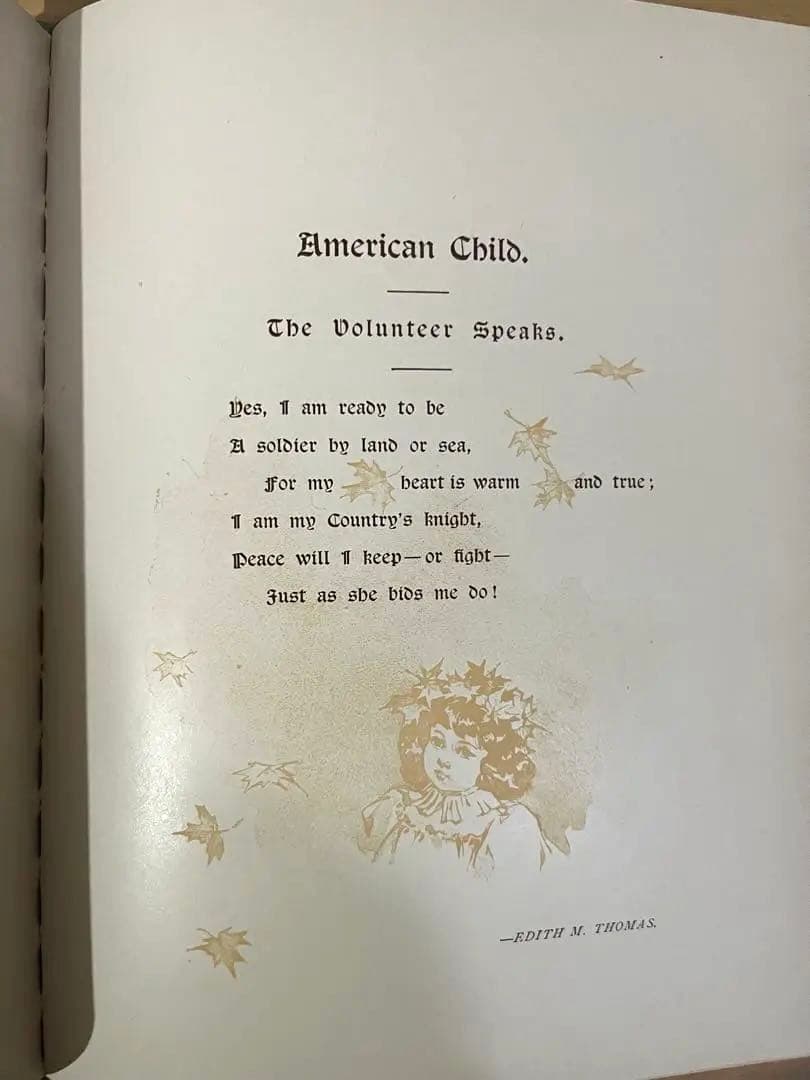 American Child.
The Volunteer Speaks.
Yes, I am ready to be
A soldier by land or sea,
For my heart is warm and true;
I am my Country's knight,
Peace will I keep—or fight—
Just as she bids me do!
—EDITH M. THOMAS.